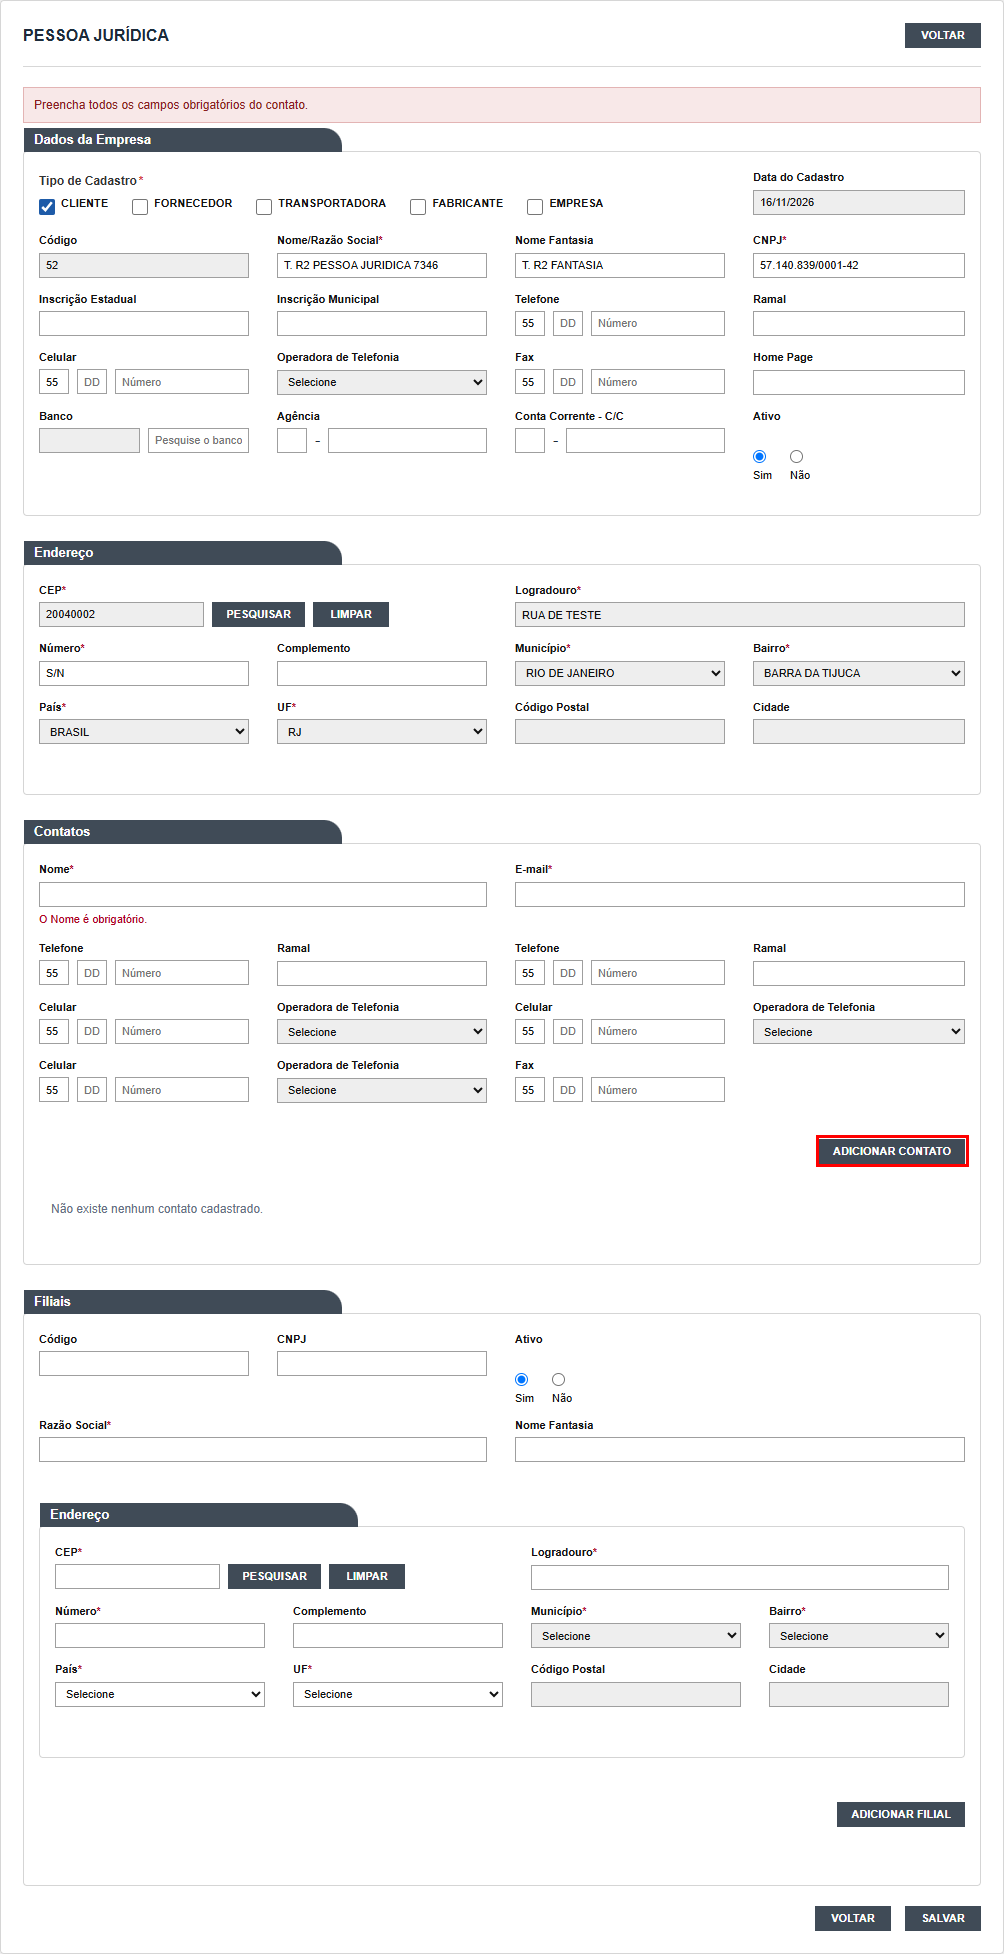 PESSOA JURÍDICA
VOLTAR
Preencha todos os campos obrigatórios do contato.
Dados da Empresa
Tipo de Cadastro*
Data do Cadastro
CLIENTE FORNECEDOR TRANSPORTADORA FABRICANTE EMPRESA
16/11/2026
Código Nome/Razão Social* Nome Fantasia CNPJ*
52 T. R2 PESSOA JURIDICA 7346 T. R2 FANTASIA 57.140.839/0001-42
Inscrição Estadual Inscrição Municipal Telefone Ramal
55 DD Número
Celular Operadora de Telefonia Fax Home Page
55 DD Número Selecione 55 DD Número
Banco Agência Conta Corrente - C/C Ativo
Pesquise o banco - -
Sim Não
Endereço
CEP* Logradouro*
20040002 PESQUISAR LIMPAR RUA DE TESTE
Número* Complemento Município* Bairro*
S/N RIO DE JANEIRO BARRA DA TIJUCA
País* UF* Código Postal Cidade
BRASIL RJ
Contatos
Nome* E-mail*
O Nome é obrigatório.
Telefone Ramal Telefone Ramal
55 DD Número 55 DD Número
Celular Operadora de Telefonia Celular Operadora de Telefonia
55 DD Número Selecione 55 DD Número Selecione
Celular Operadora de Telefonia Fax
55 DD Número Selecione 55 DD Número
ADICIONAR CONTATO
Não existe nenhum contato cadastrado.
Filiais
Código CNPJ Ativo
Sim Não
Razão Social* Nome Fantasia
Endereço
CEP* Logradouro*
PESQUISAR LIMPAR
Número* Complemento Município* Bairro*
Selecione Selecione
País* UF* Código Postal Cidade
Selecione Selecione
ADICIONAR FILIAL
VOLTAR SALVAR